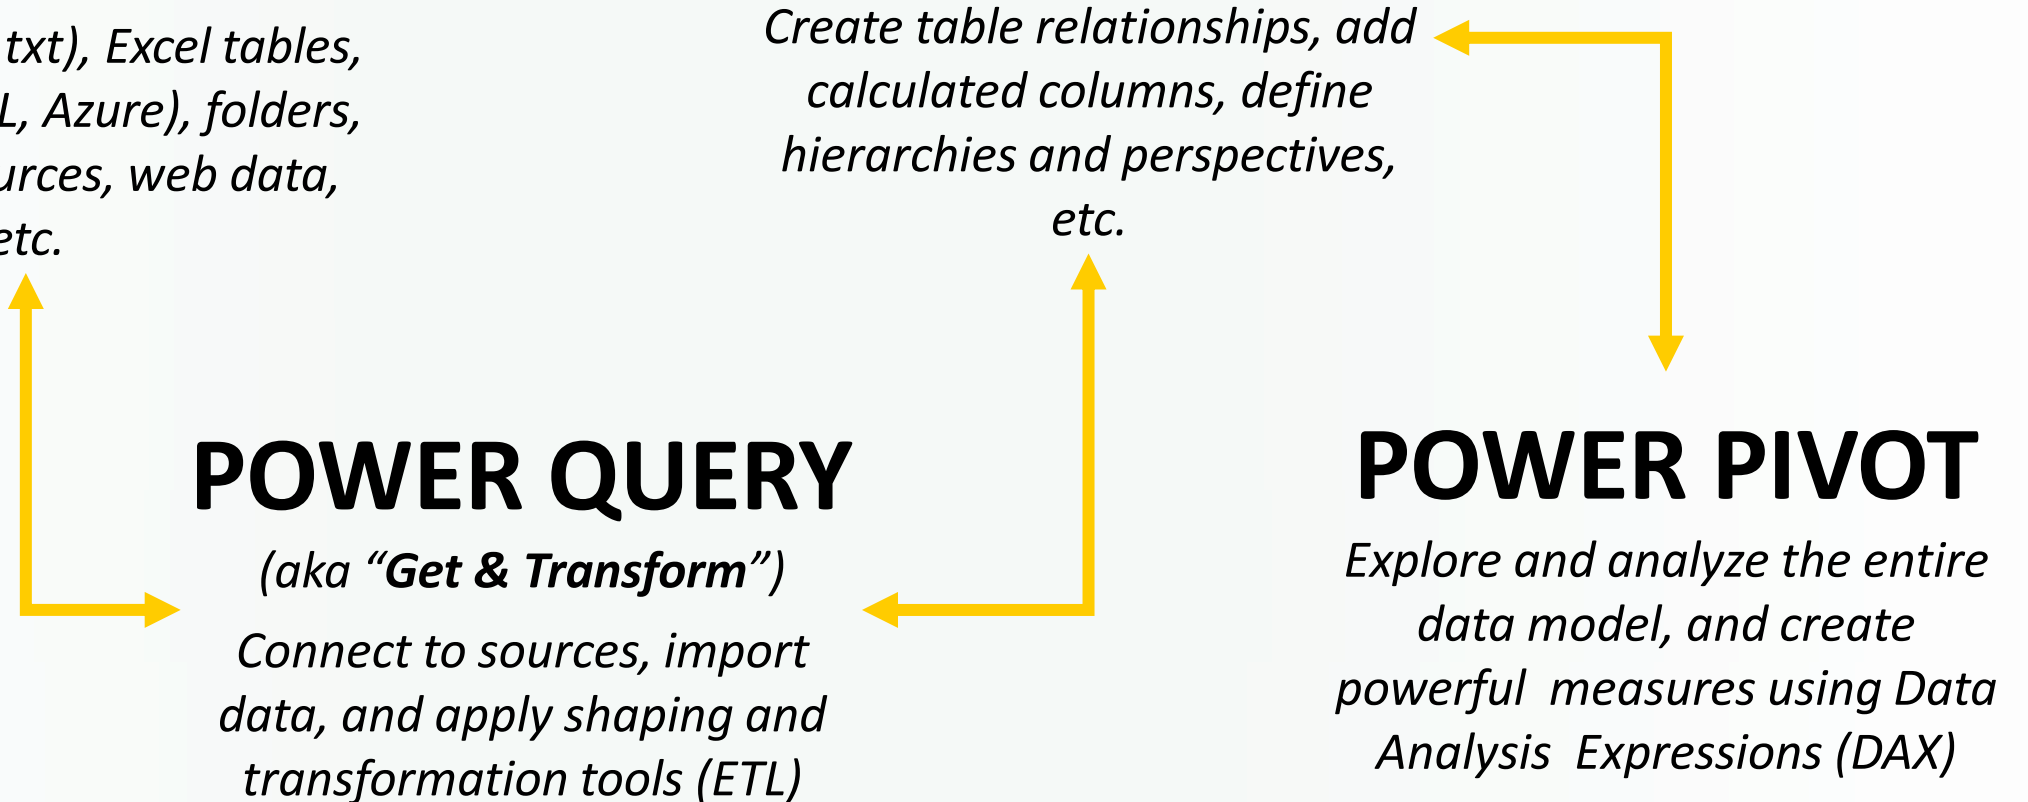 txt), Excel tables,
L, Azure), folders,
urces, web data,
etc.
Create table relationships, add
calculated columns, define
hierarchies and perspectives,
etc.
POWER QUERY
(aka “Get & Transform”)
Connect to sources, import
data, and apply shaping and
transformation tools (ETL)
POWER PIVOT
Explore and analyze the entire
data model, and create
powerful  measures using Data
Analysis  Expressions (DAX)